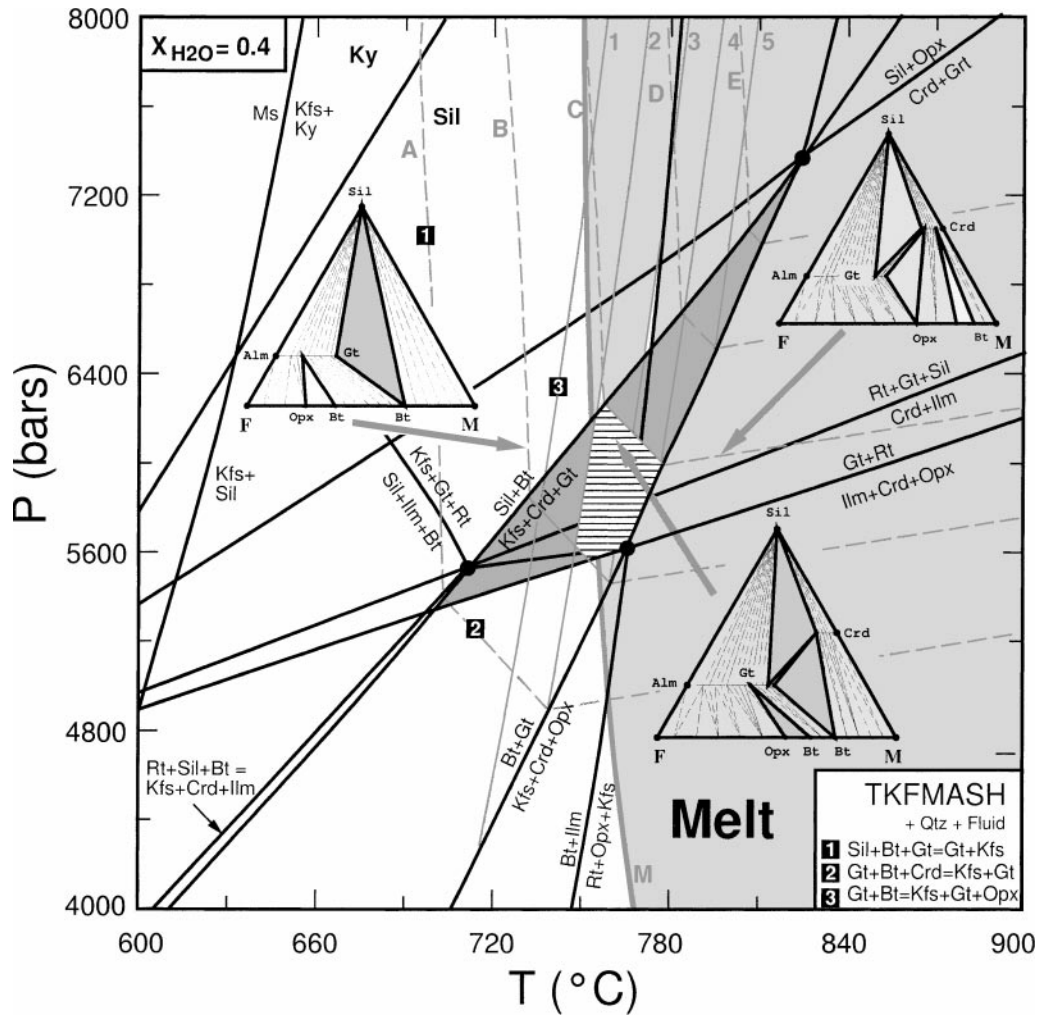 X H2O = 0.4
Ky
Sil
Ms
Kfs+
Ky
A
B
C
D
E
1
2
3
4
5
Sil+Opx
Crd+Grt
1
Sil
Alm
Gt
F
Opx
Bt
Bt
M
Sil
Crd
Alm
Gt
F
Opx
Bt
M
3
Rt+Gt+Sil
Crd+Ilm
Gt+Rt
Ilm+Crd+Opx
Kfs+
Sil
Kfs+Gt+Rt
Sil+Ilm+Bt
Sil+Bt
Kfs+Crd+Gt
2
Sil
Crd
Alm
Gt
F
Opx
Bt
Bt
M
Bt+Gt
Kfs+Crd+Opx
Bt+Ilm
Rt+Opx+Kfs
Rt+Sil+Bt =
Kfs+Crd+Ilm
M
Melt
TKFMASH
+ Qtz + Fluid
1 Sil+Bt+Gt=Gt+Kfs
2 Gt+Bt+Crd=Kfs+Gt
3 Gt+Bt=Kfs+Gt+Opx
8000
7200
6400
5600
4800
4000
P (bars)
600
660
720
780
840
900
T (°C)